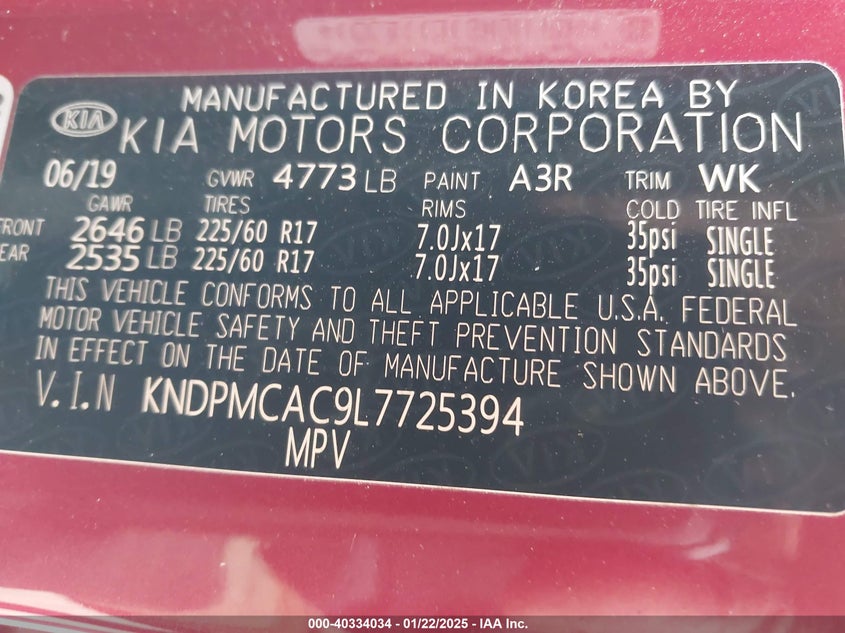 MANUFACTURED IN KOREA BY
KIA KIA MOTORS CORPORATION
06/19 GVWR 4773 LB PAINT A3R TRIM WK
GAWR TIRES RIMS COLD TIRE INFL
FRONT 2646 LB 225/60 R17 7.0Jx17 35psi SINGLE
EAR 2535 LB 225/60 R17 7.0Jx17 35psi SINGLE
THIS VEHICLE CONFORMS TO ALL APPLICABLE U.S.A. FEDERAL
MOTOR VEHICLE SAFETY AND THEFT PREVENTION STANDARDS
IN EFFECT ON THE DATE OF MANUFACTURE SHOWN ABOVE.
V.I.N KNDPMCAC9L7725394
MPV
000-40334034 - 01/22/2025 - IAA Inc.